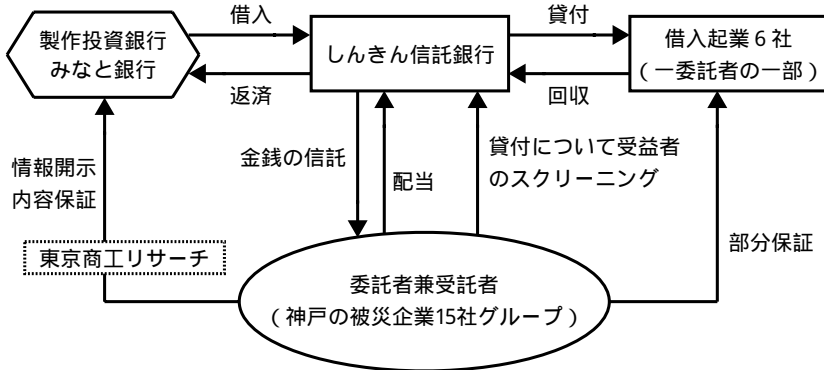 借入
製作投資銀行
みなと銀行
しんきん信託銀行
貸付
借入起業６社
（一委託者の一部）
返済
回収
情報開示
内容保証
金銭の信託
配当
貸付について受益者
のスクリーニング
東京商工リサーチ
部分保証
委託者兼受託者
（神戸の被災企業15社グループ）